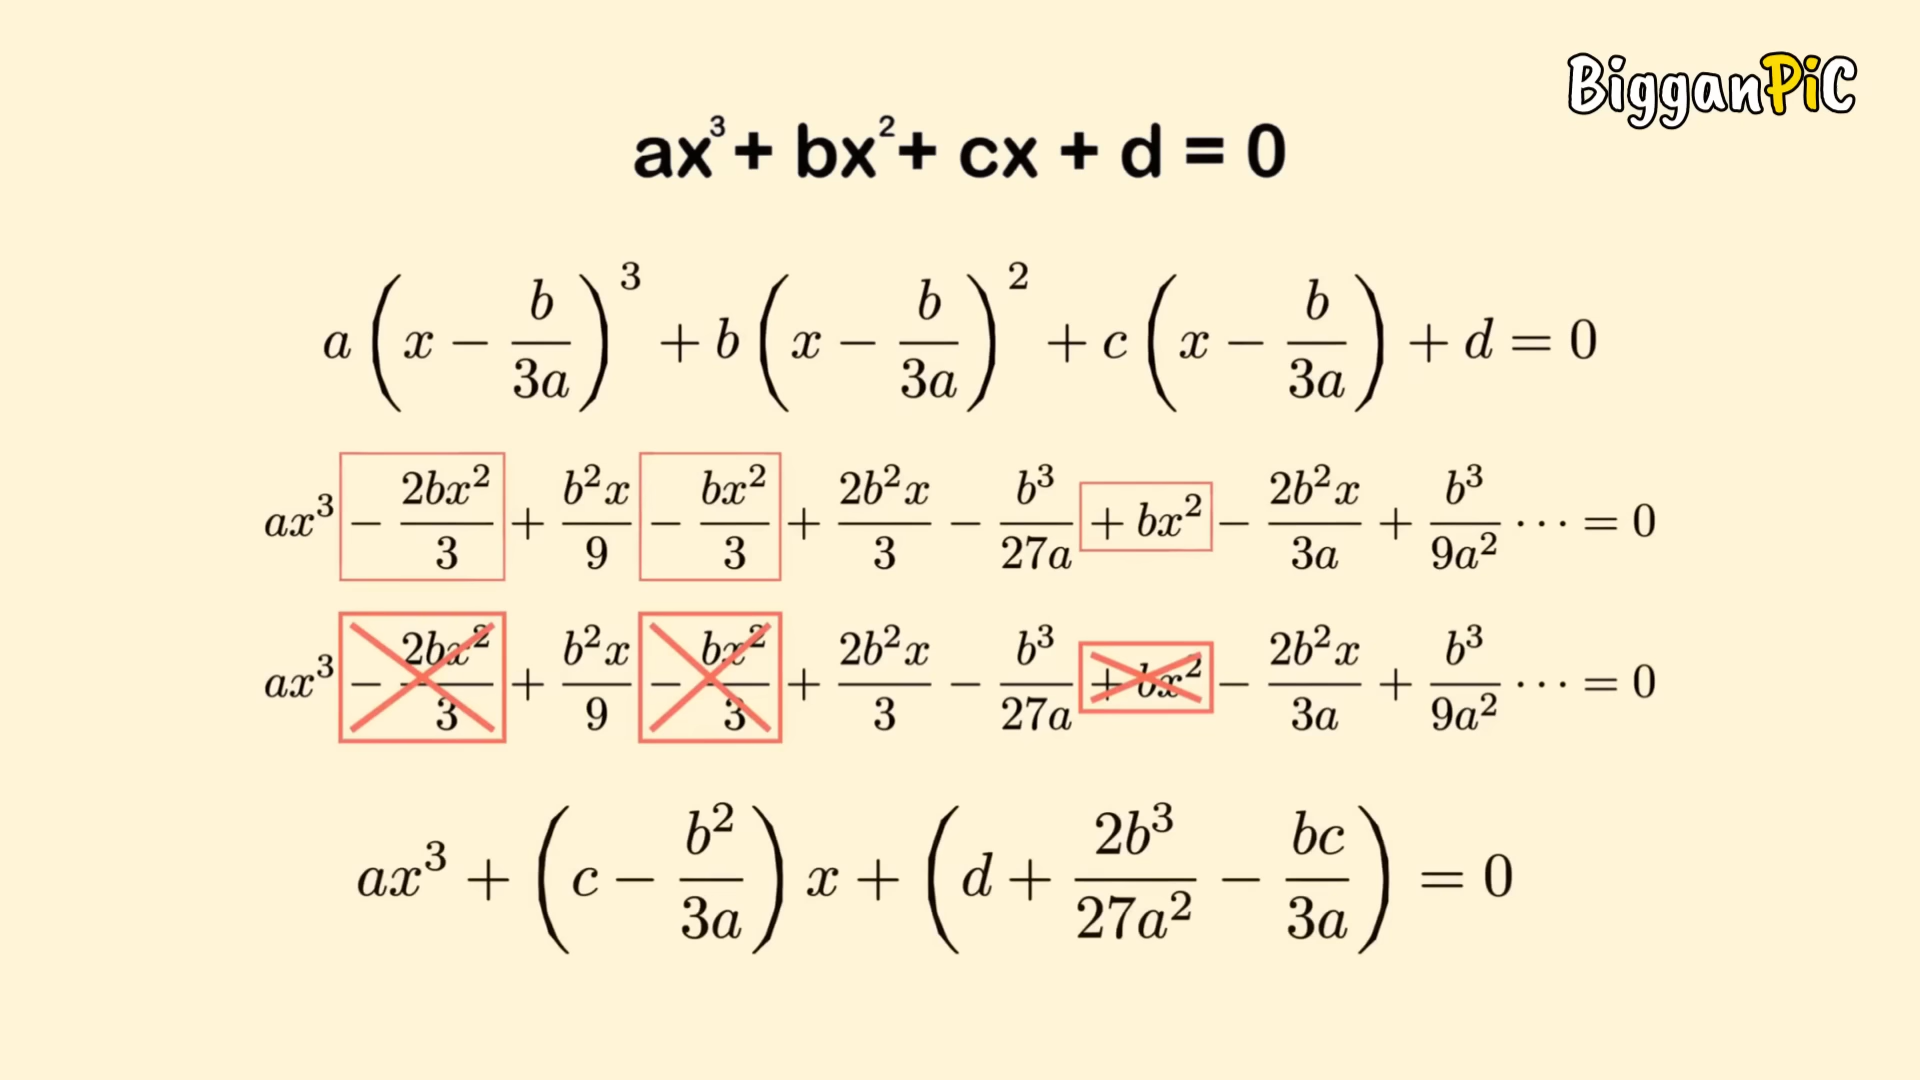 BigganPiC
ax³ + bx² + cx + d = 0
a(x − b/3a)³ + b(x − b/3a)² + c(x − b/3a) + d = 0
ax³ − 2bx²/3 + b²x/9 − bx²/3 + 2b²x/3 − b³/27a + bx² − 2b²x/3a + b³/9a² ⋯ = 0
ax³ − 2bx²/3 + b²x/9 − bx²/3 + 2b²x/3 − b³/27a + bx² − 2b²x/3a + b³/9a² ⋯ = 0
ax³ + (c − b²/3a)x + (d + 2b³/27a² − bc/3a) = 0